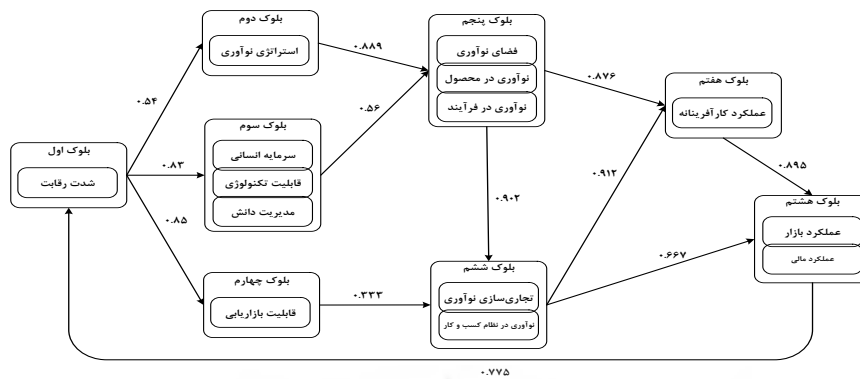 بلوک اول
شدت رقابت
۰.۵۴
۰.۸۳
۰.۸۵
بلوک دوم
استراتژی نوآوری
بلوک سوم
سرمایه انسانی
قابلیت تکنولوژی
مدیریت دانش
بلوک چهارم
قابلیت بازاریابی
۰.۸۸۹
۰.۵۶
۰.۳۳۳
بلوک پنجم
فضای نوآوری
نوآوری در محصول
نوآوری در فرآیند
۰.۹۰۲
بلوک ششم
تجاری‌سازی نوآوری
نوآوری در نظام کسب و کار
۰.۸۷۶
۰.۹۱۲
۰.۶۶۷
بلوک هفتم
عملکرد کارآفرینانه
۰.۸۹۵
بلوک هشتم
عملکرد بازار
عملکرد مالی
۰.۷۷۵